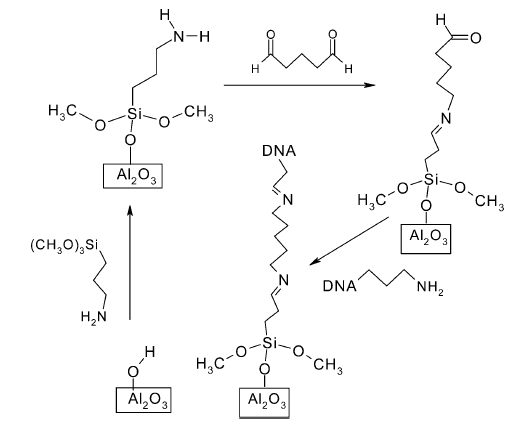 H
N—H
H₃C
O
Si
O
CH₃
O
Al₂O₃
O
H
O
H
H
O
N
Si
H₃C
O
O
CH₃
O
Al₂O₃
DNA
N
N
Si
H₃C
O
O
CH₃
O
Al₂O₃
DNA
NH₂
(CH₃O)₃Si
H₂N
H
O
Al₂O₃